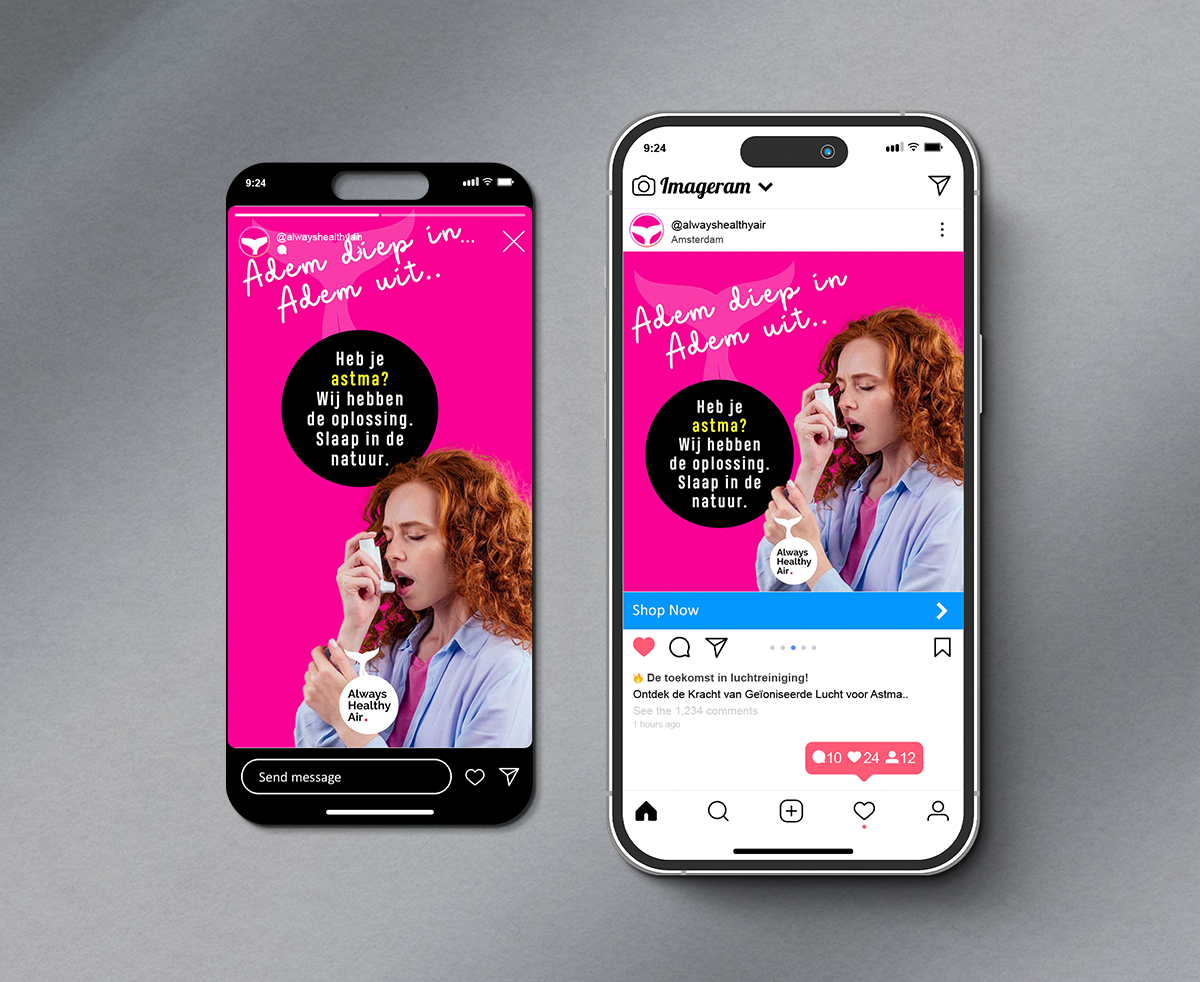 9:24
@alwayshealthyair
Adem diep in...
Adem uit..
Heb je
astma?
Wij hebben
de oplossing.
Slaap in de
natuur.
Always
Healthy
Air.
Send message
9:24
Imageram
@alwayshealthyair
Amsterdam
Adem diep in
Adem uit..
Heb je
astma?
Wij hebben
de oplossing.
Slaap in de
natuur.
Always
Healthy
Air.
Shop Now
De toekomst in luchtreiniging!
Ontdek de Kracht van Geïoniseerde Lucht voor Astma..
See the 1,234 comments
1 hours ago
10 24 12